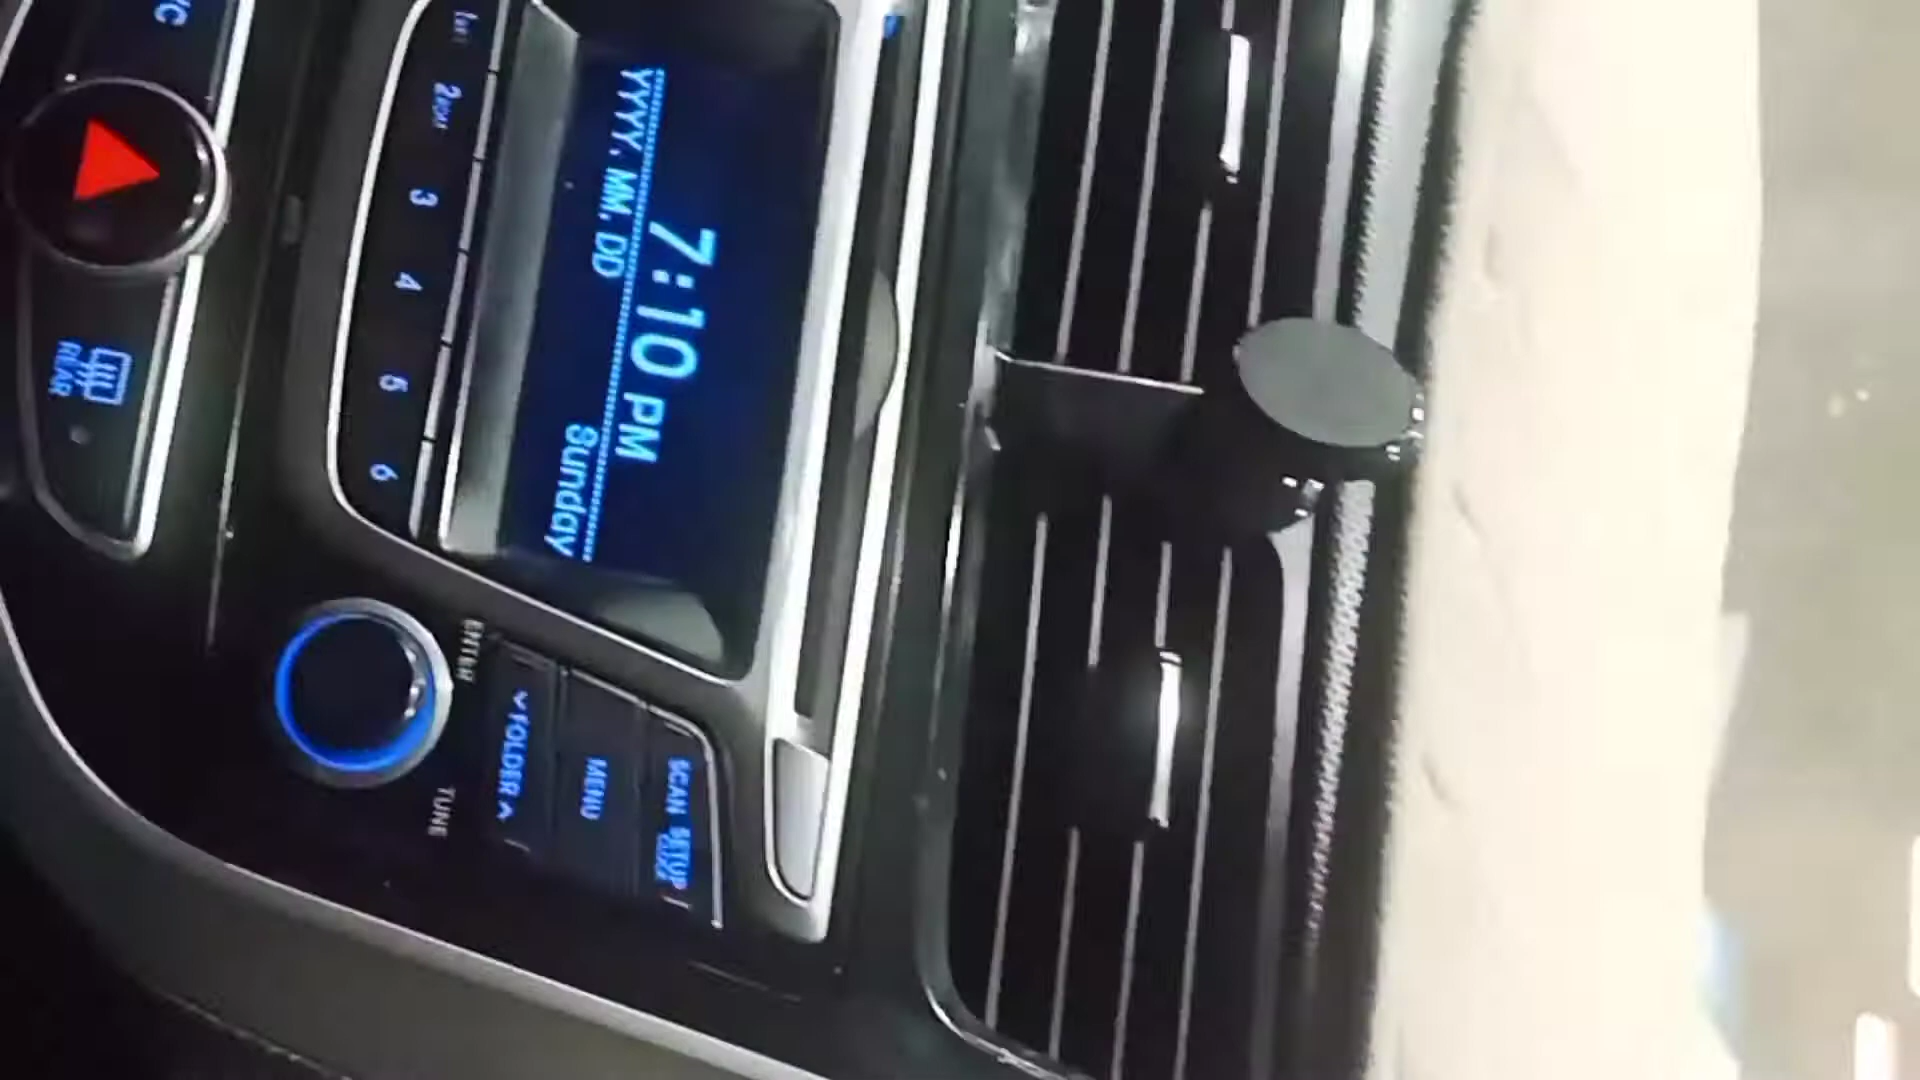 7:10 PM
YYYY, MM, DD
Sunday
2
3
4
5
6
REAR
ENTER
TUNE
SCAN SETUP
MENU
∨ FOLDER ∧